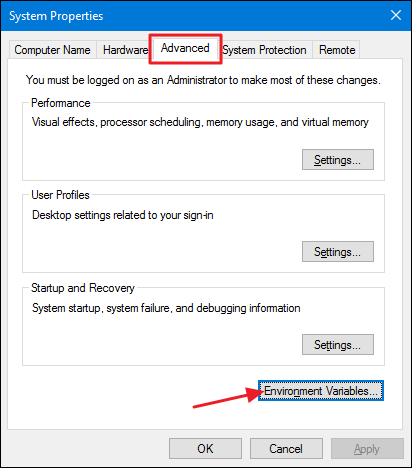 System Properties
Computer Name Hardware Advanced System Protection Remote
You must be logged on as an Administrator to make most of these changes.
Performance
Visual effects, processor scheduling, memory usage, and virtual memory
Settings...
User Profiles
Desktop settings related to your sign-in
Settings...
Startup and Recovery
System startup, system failure, and debugging information
Settings...
Environment Variables...
OK Cancel Apply